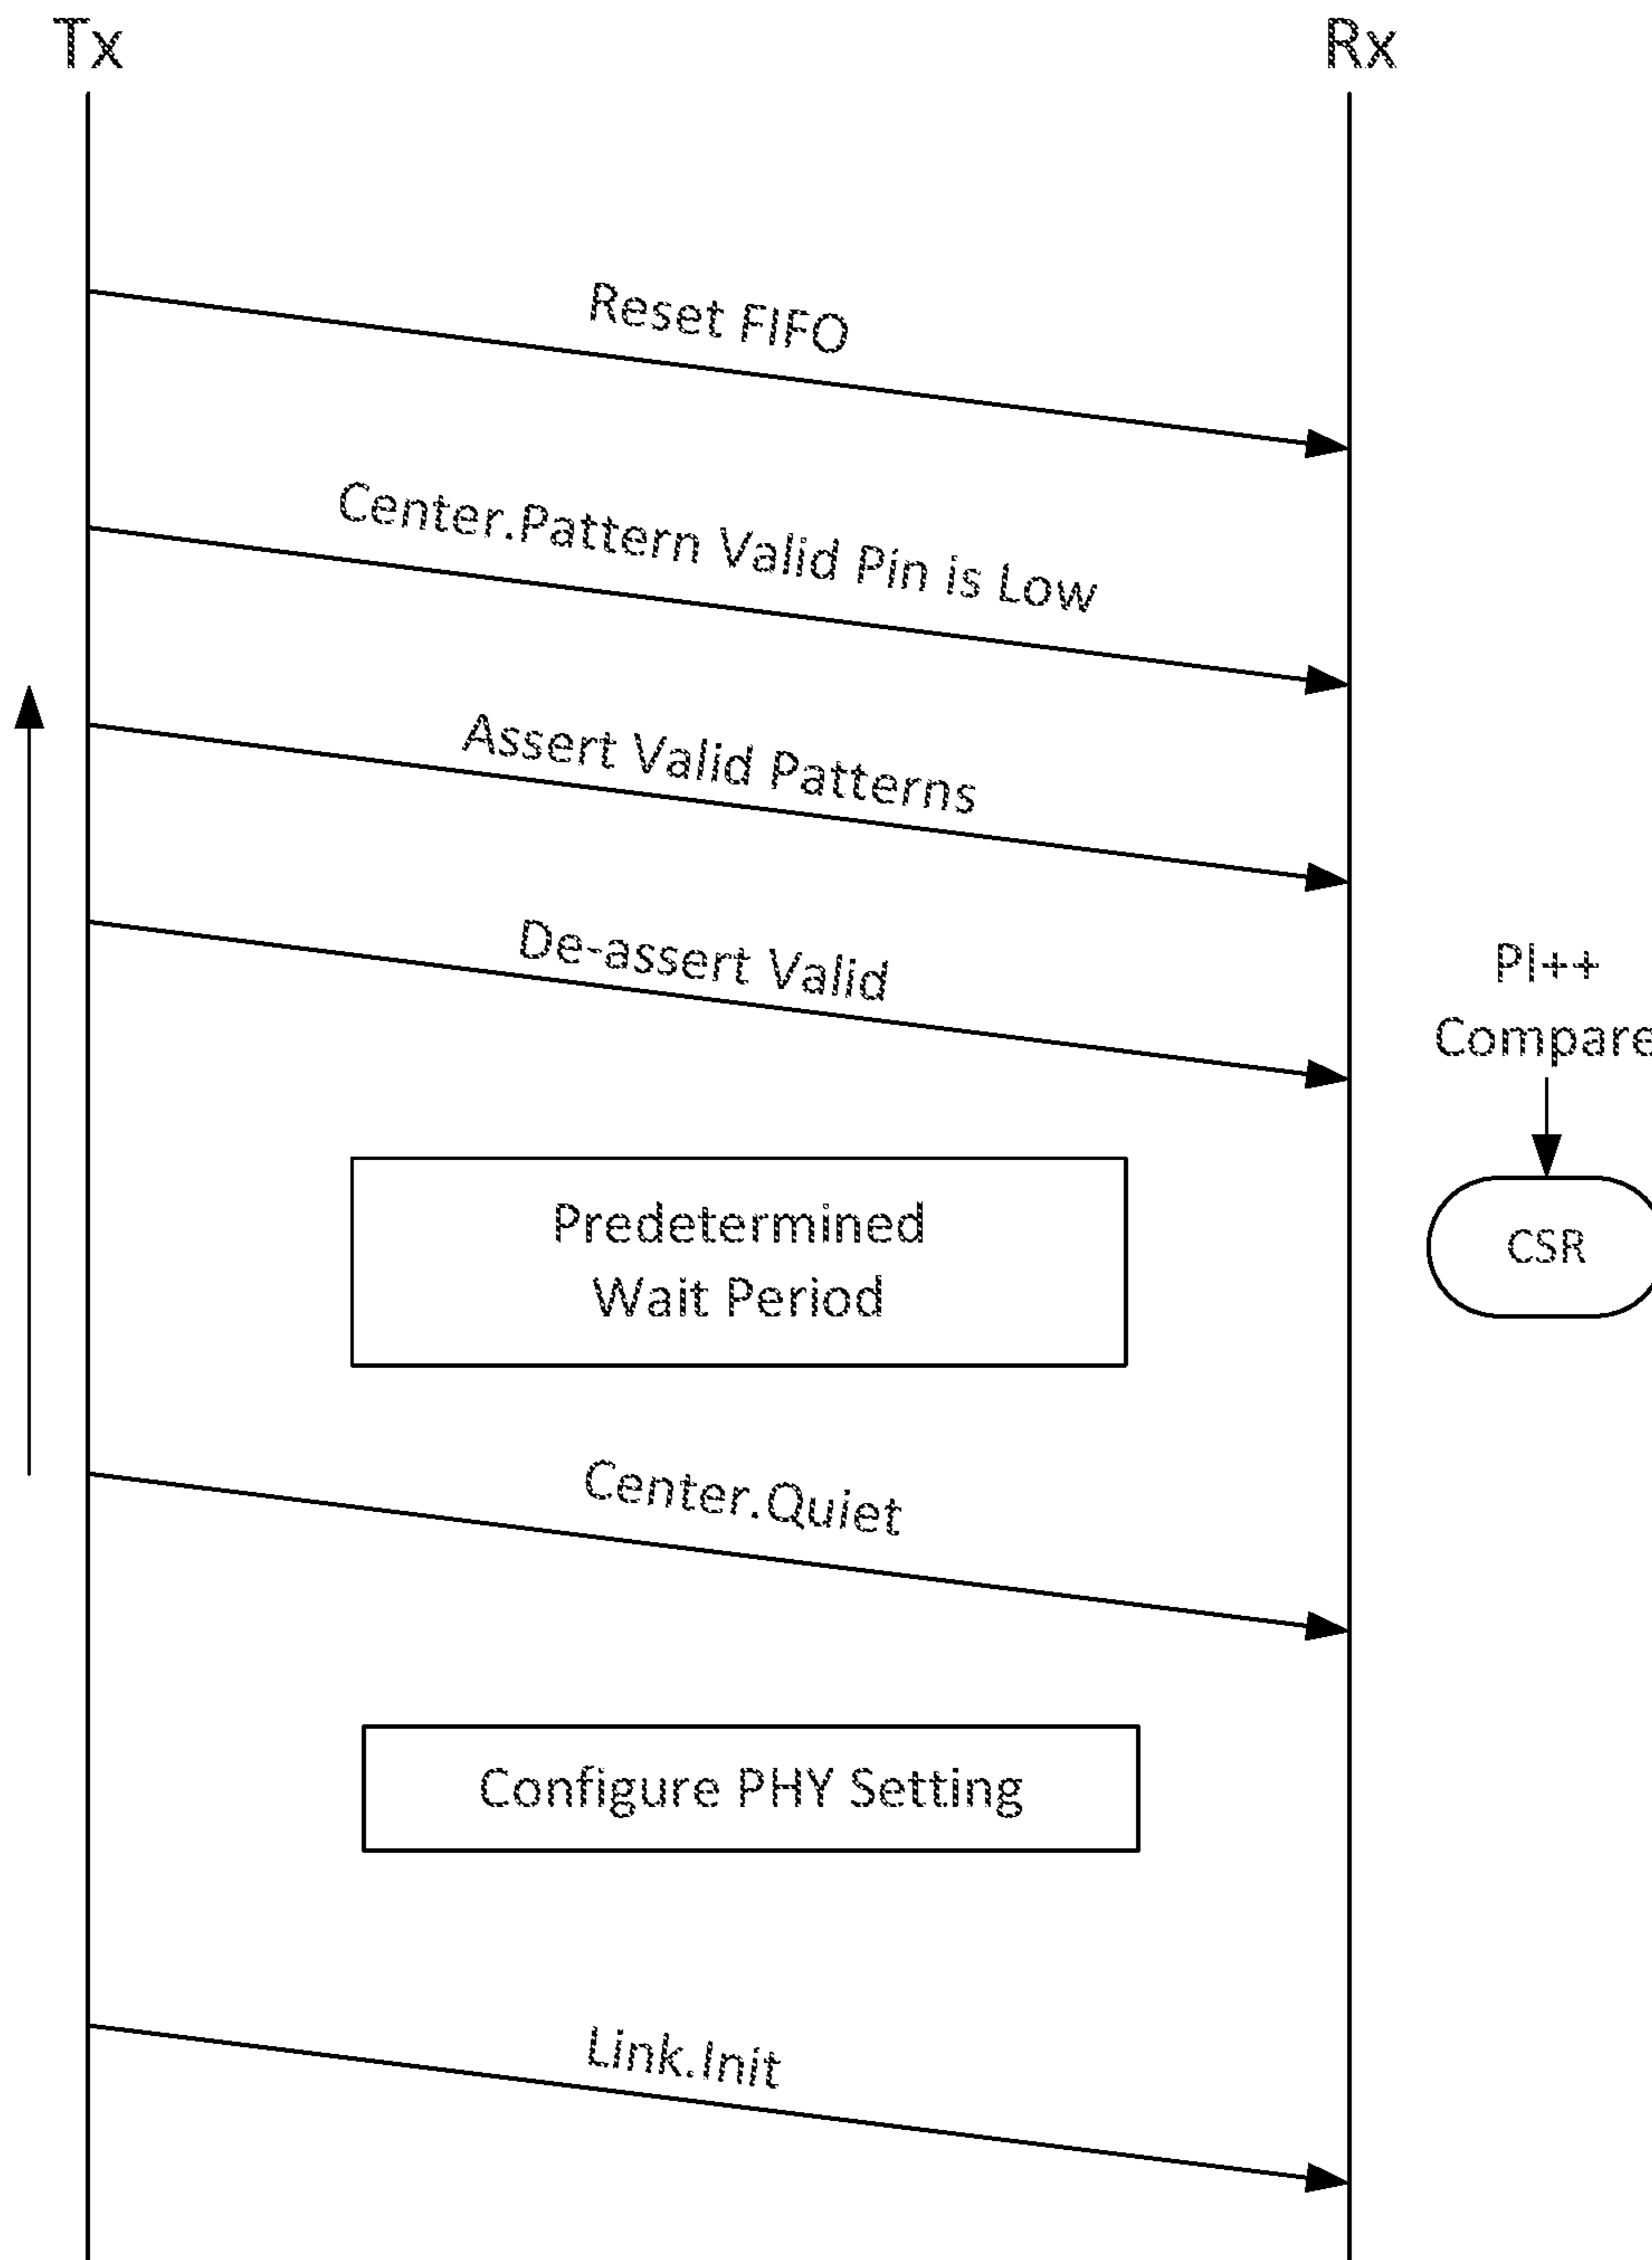 Tx
Rx
Reset FIFO
Center.Pattern Valid Pin is Low
Assert Valid Patterns
De-assert Valid
PI++
Compare
Predetermined
Wait Period
CSR
Center.Quiet
Configure PHY Setting
Link.Init